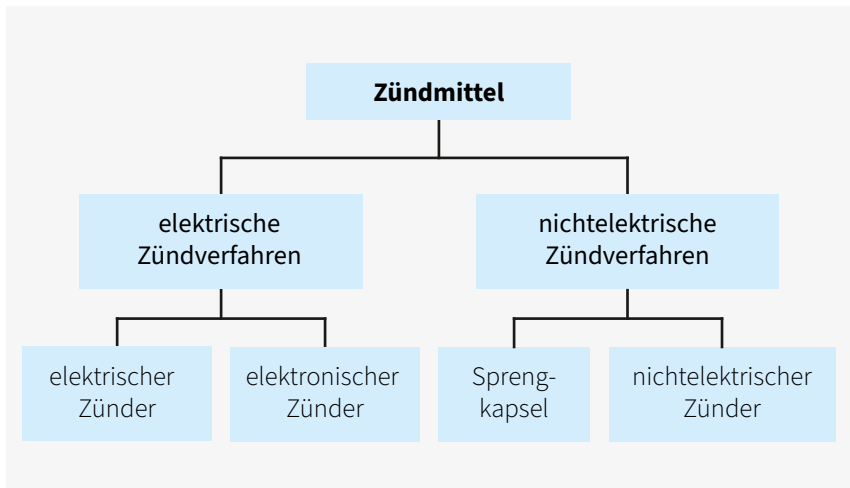 Zündmittel
elektrische
Zündverfahren
nichtelektrische
Zündverfahren
elektrischer
Zünder
elektronischer
Zünder
Spreng-
kapsel
nichtelektrischer
Zünder